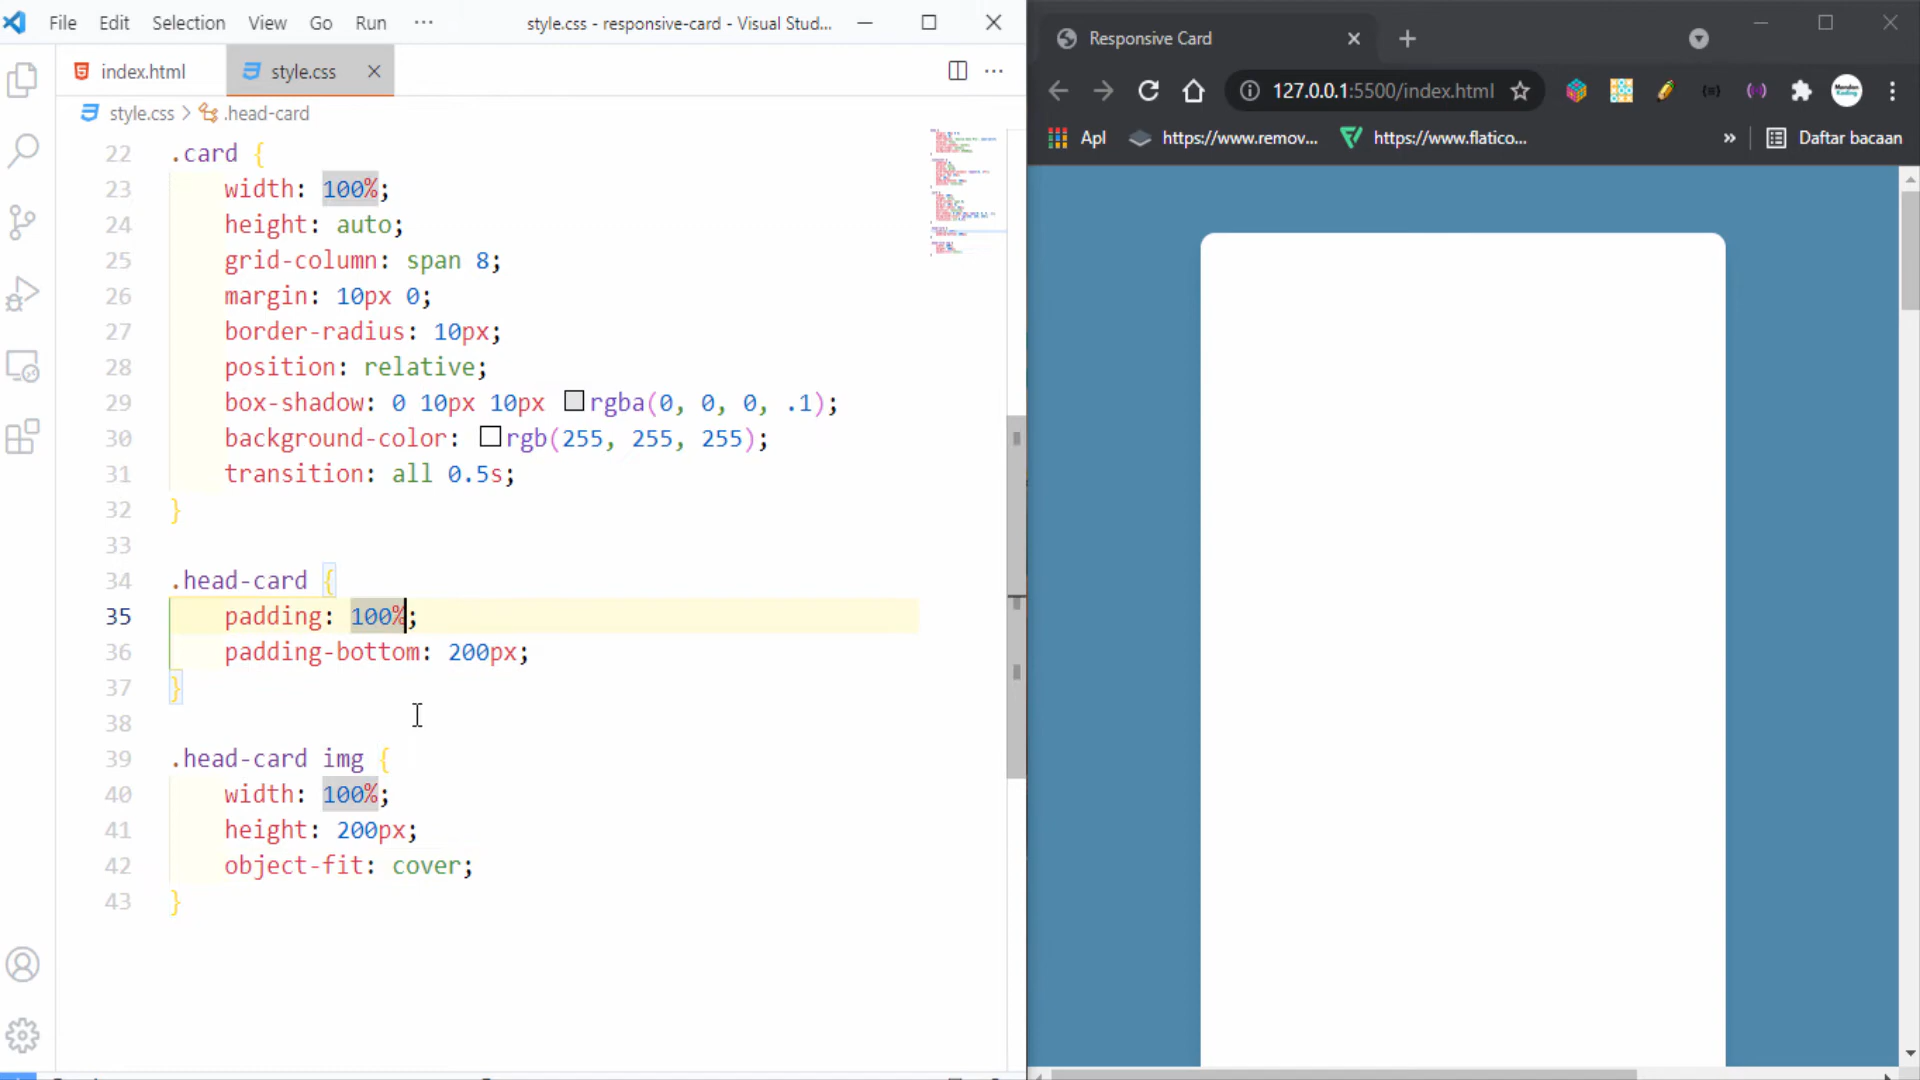 File Edit Selection View Go Run ··· style.css - responsive-card - Visual Stud...
index.html style.css
style.css > .head-card
22 .card {
23 width: 100%;
24 height: auto;
25 grid-column: span 8;
26 margin: 10px 0;
27 border-radius: 10px;
28 position: relative;
29 box-shadow: 0 10px 10px rgba(0, 0, 0, .1);
30 background-color: rgb(255, 255, 255);
31 transition: all 0.5s;
32 }
33
34 .head-card {
35 padding: 100%;
36 padding-bottom: 200px;
37 }
38
39 .head-card img {
40 width: 100%;
41 height: 200px;
42 object-fit: cover;
43 }
Responsive Card
127.0.0.1:5500/index.html
Apl https://www.remov... https://www.flatico... » Daftar bacaan